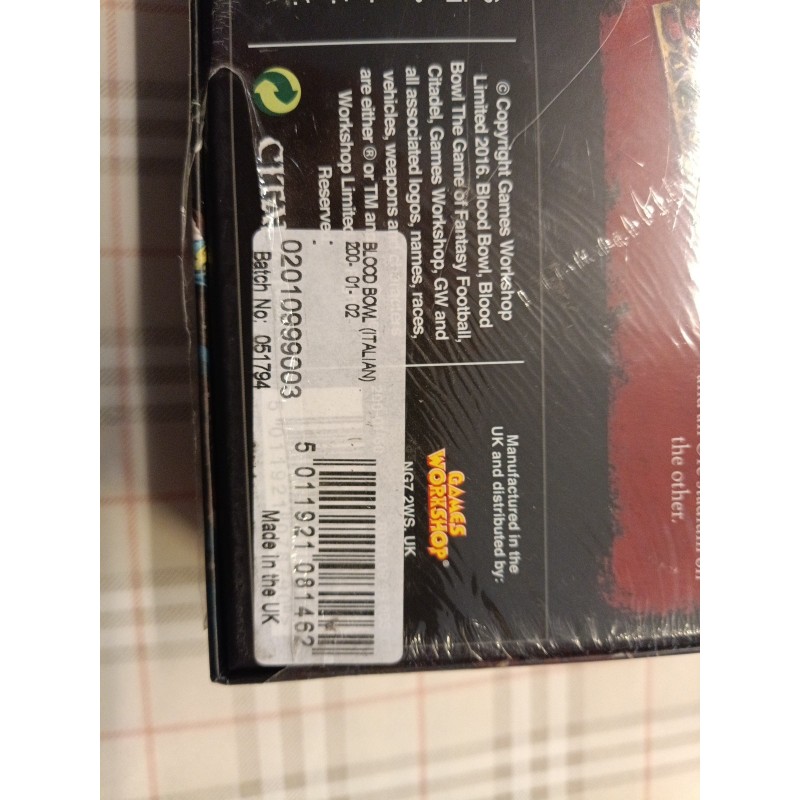 © Copyright Games Workshop
Limited 2016. Blood Bowl, Blood
Bowl The Game of Fantasy Football,
Citadel, Games Workshop, GW and
all associated logos, names, races,
vehicles, weapons a
are either ® or TM an
Workshop Limited
Reserve
BLOOD BOWL (ITALIAN)
200- 01- 02
02010999003
Batch No: 051794
5 011921 081462
Made in the UK
Manufactured in the
UK and distributed by:
GAMES
WORKSHOP®
NG7 2WS. UK
the other.